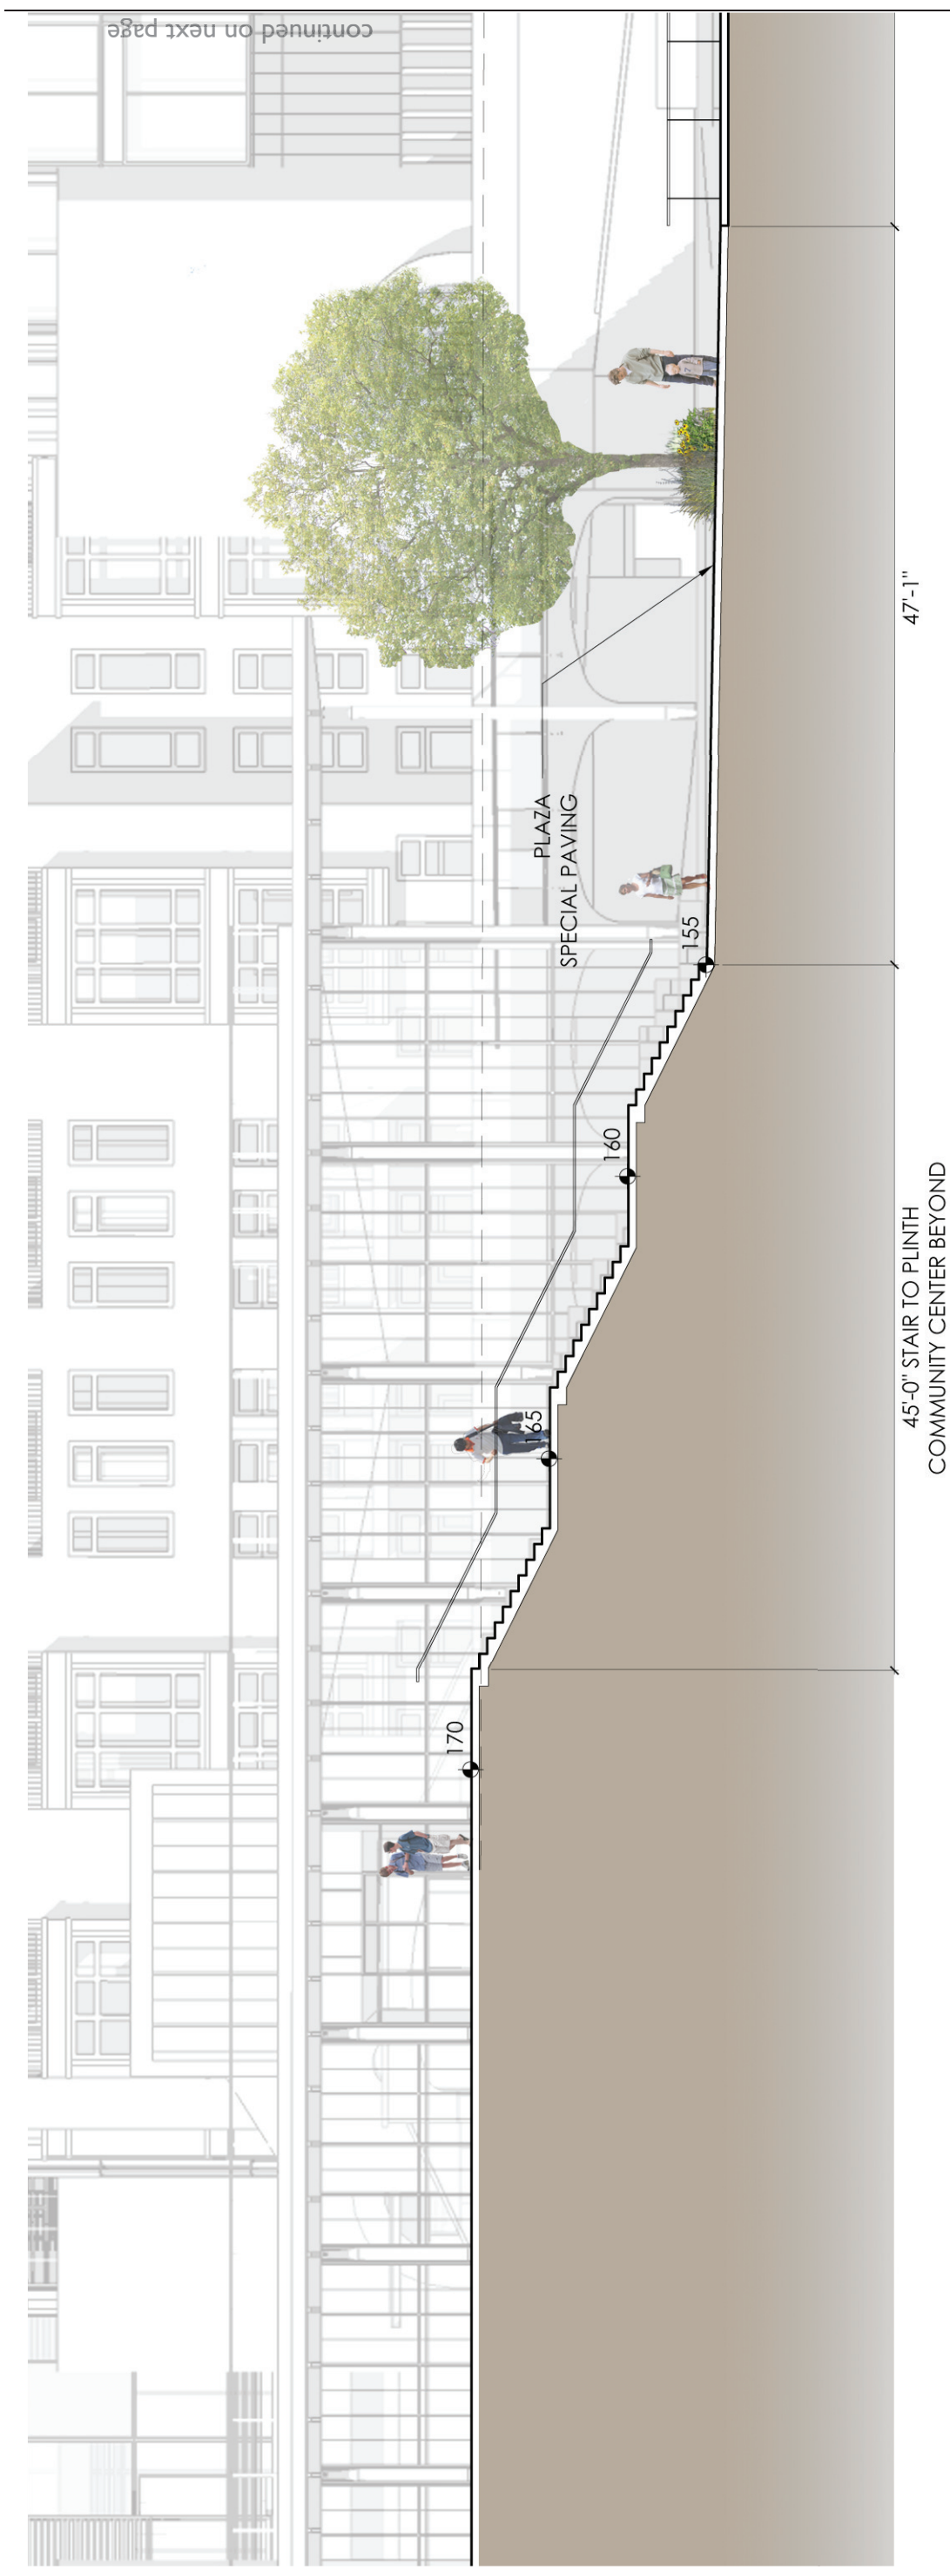 continued on next page
PLAZA
SPECIAL PAVING
170
165
160
155
45'-0" STAIR TO PLINTH
COMMUNITY CENTER BEYOND
47'-1"